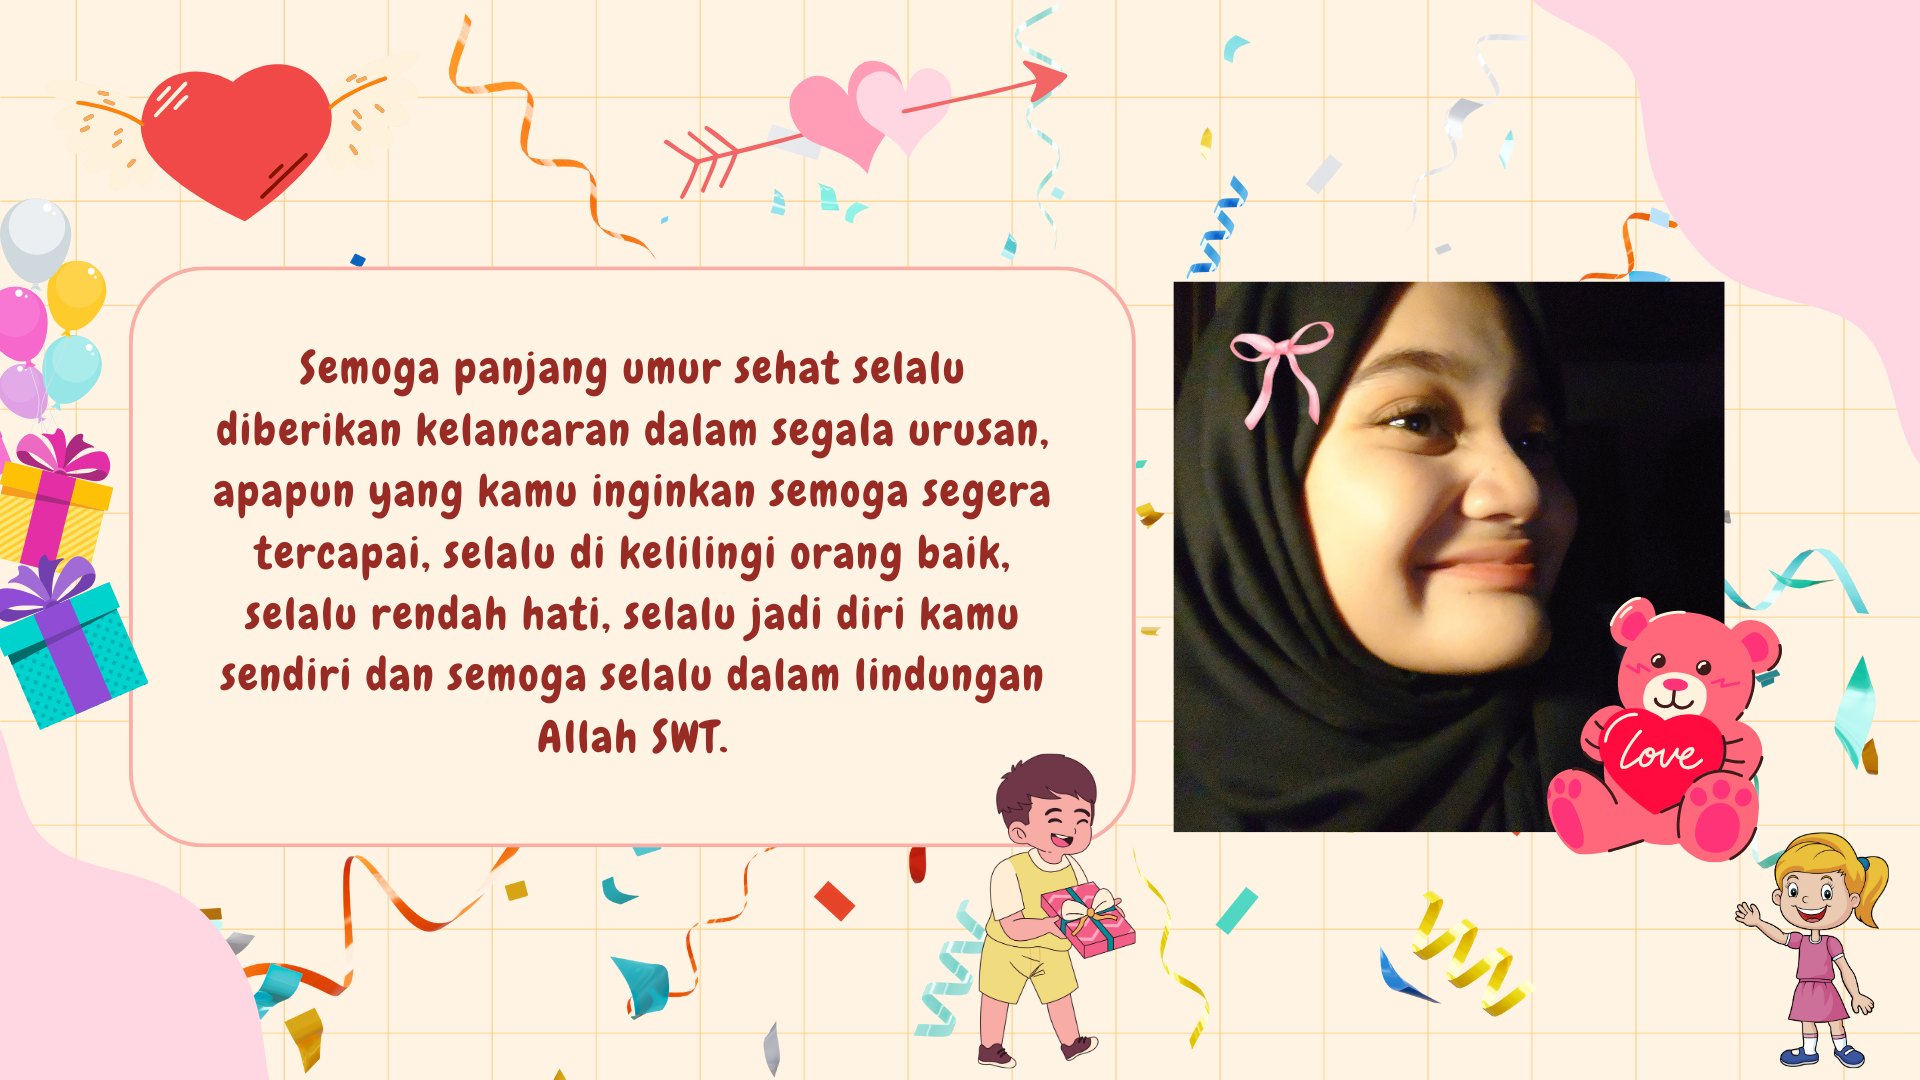 Semoga panjang umur sehat selalu
diberikan kelancaran dalam segala urusan,
apapun yang kamu inginkan semoga segera
tercapai, selalu di kelilingi orang baik,
selalu rendah hati, selalu jadi diri kamu
sendiri dan semoga selalu dalam lindungan
Allah SWT.
love